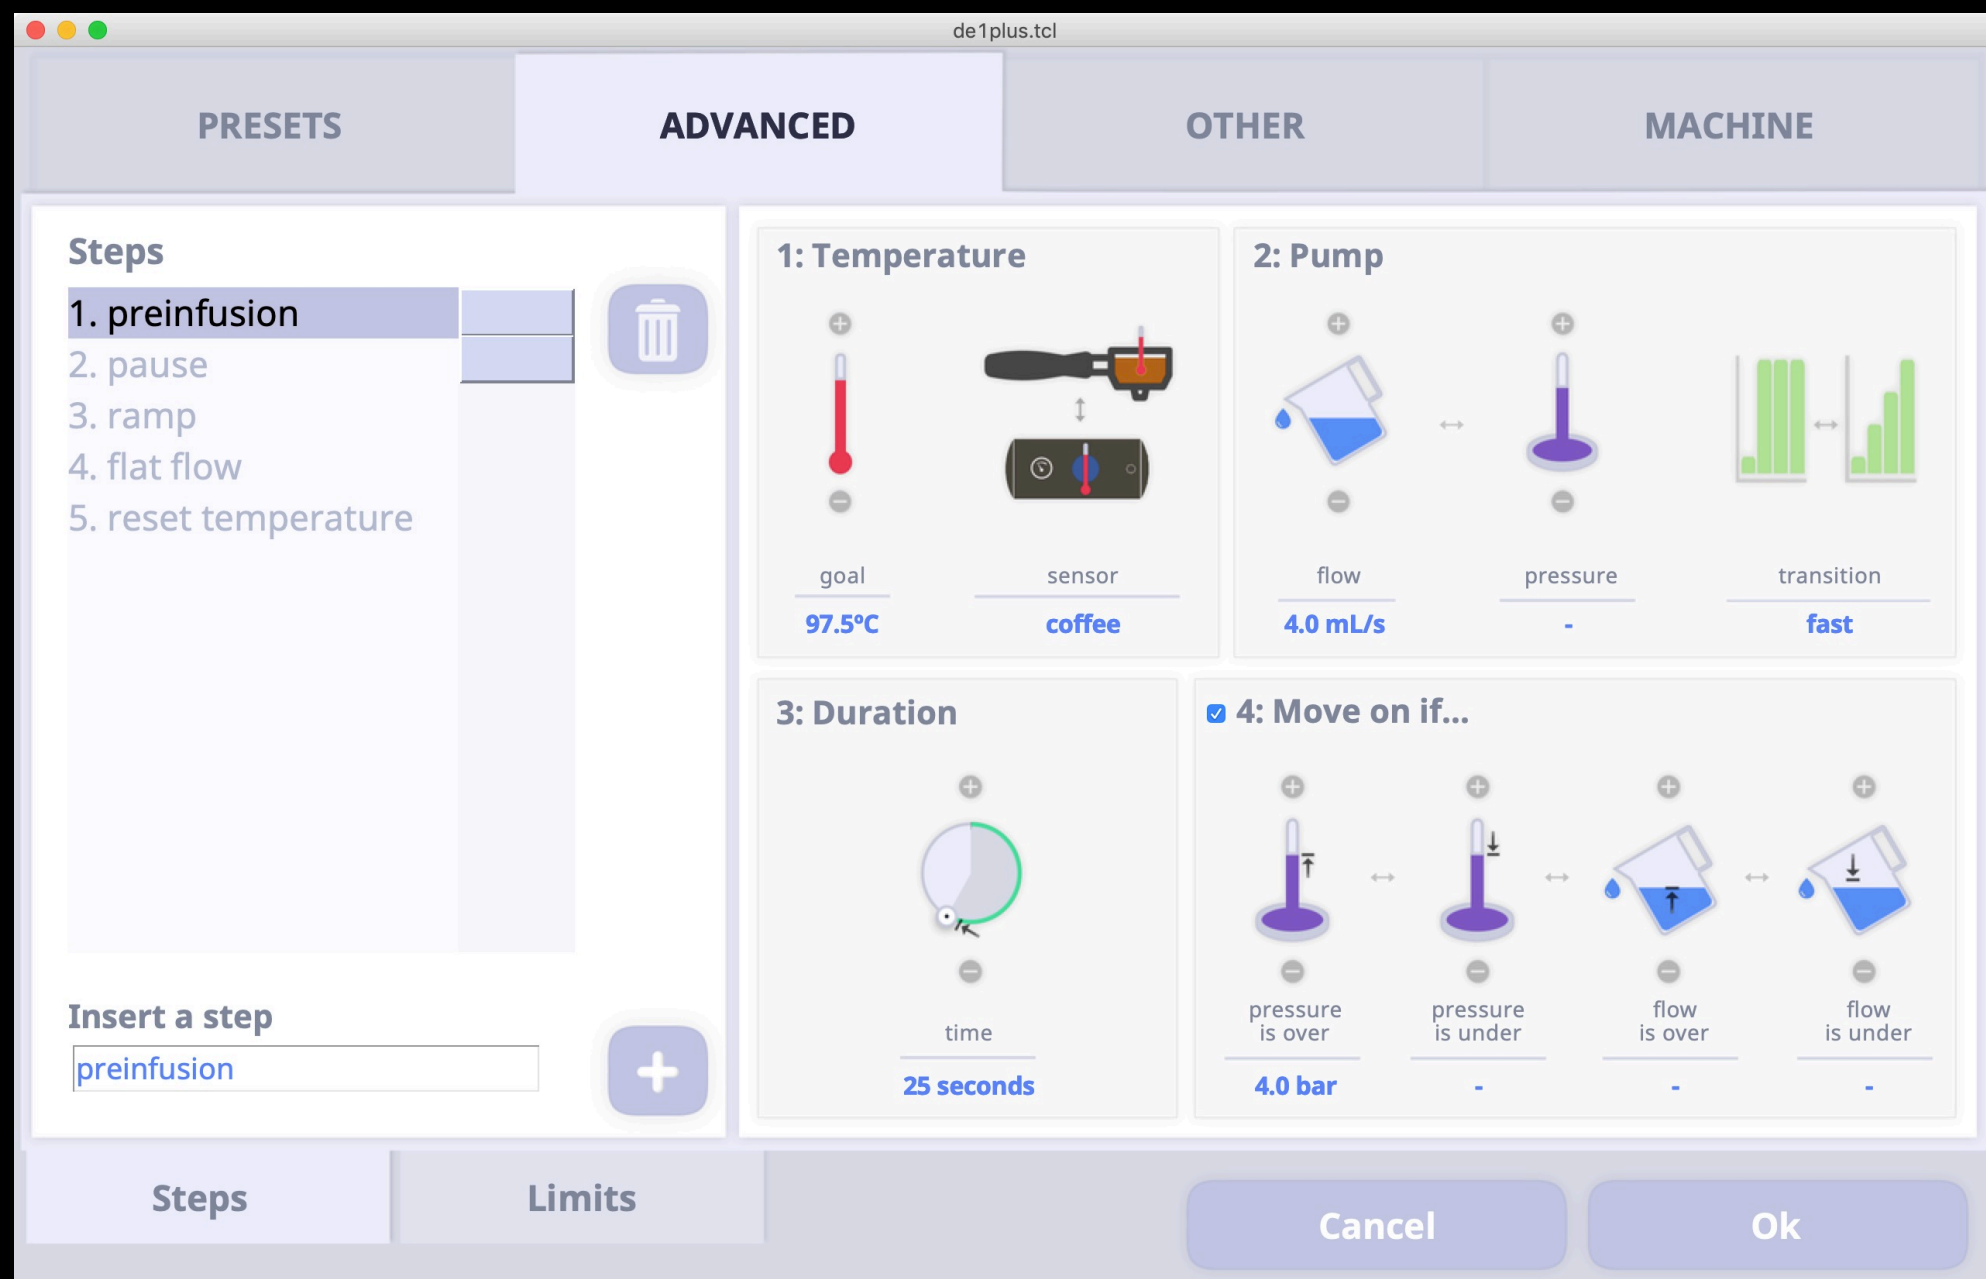 de1plus.tcl
PRESETS
ADVANCED
OTHER
MACHINE
Steps
1. preinfusion
2. pause
3. ramp
4. flat flow
5. reset temperature
Insert a step
preinfusion
1: Temperature
goal
97.5ºC
sensor
coffee
2: Pump
flow
4.0 mL/s
pressure
-
transition
fast
3: Duration
time
25 seconds
4: Move on if...
pressure
is over
4.0 bar
pressure
is under
-
flow
is over
-
flow
is under
-
Steps
Limits
Cancel
Ok